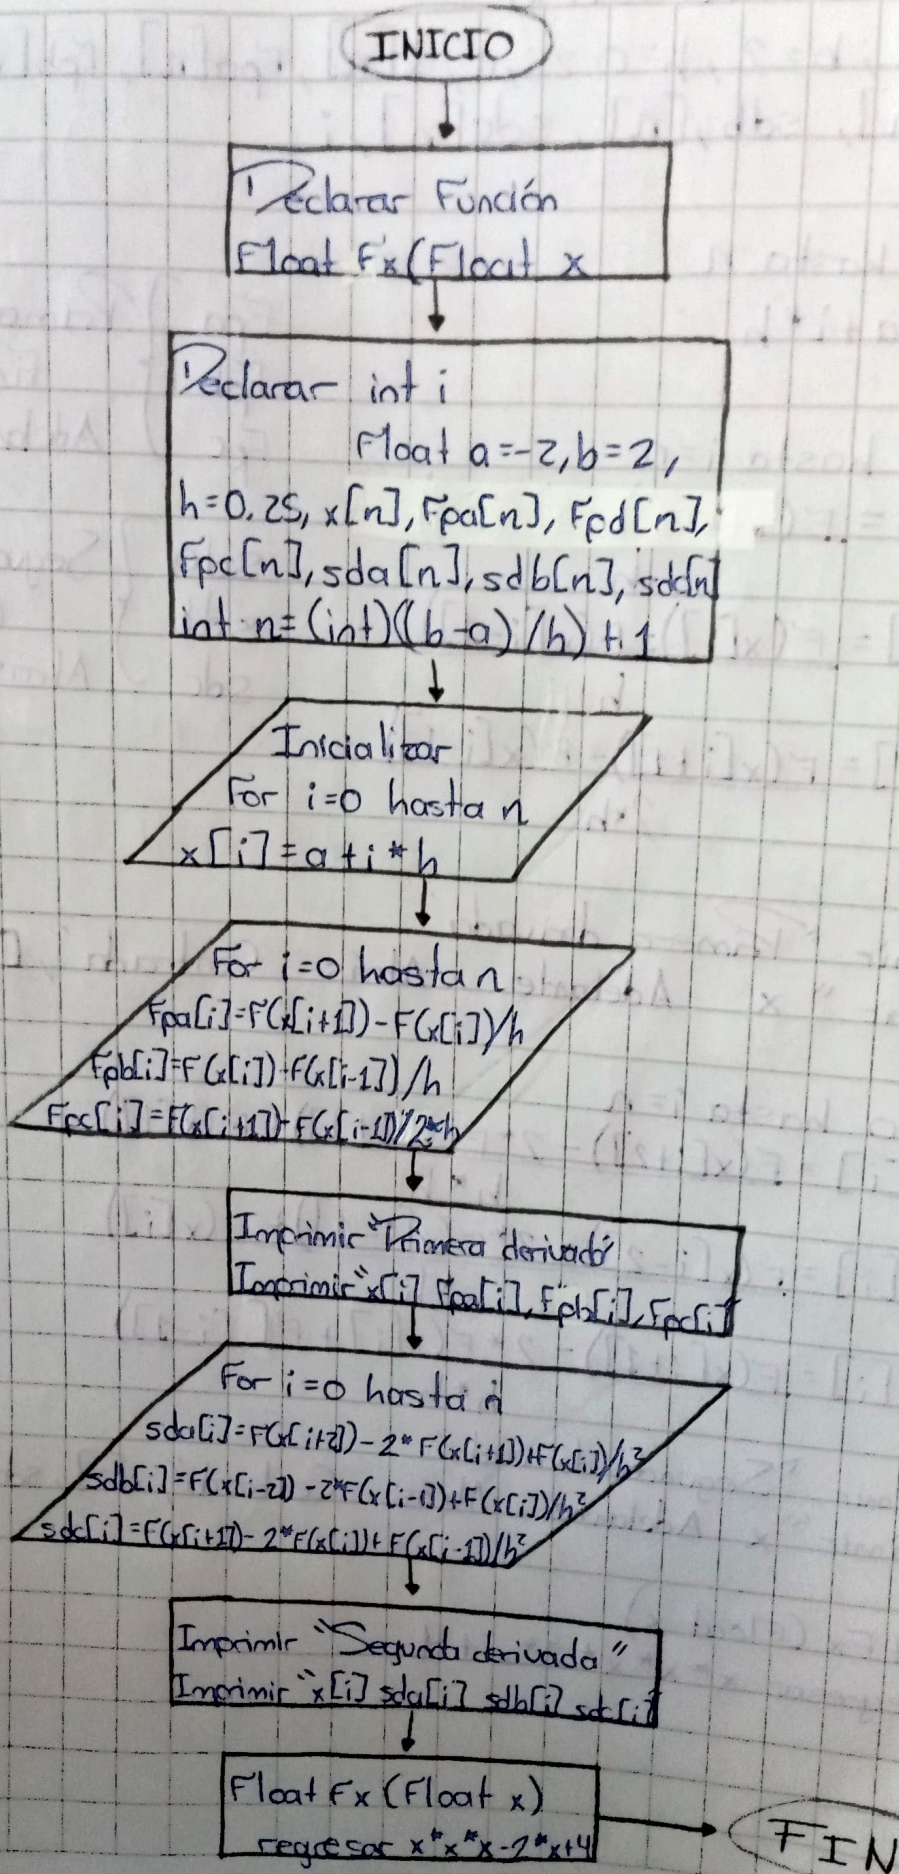 INICIO
Declarar Función
Float Fx(Float x
Declarar int i
Float a=-2, b=2,
h=0.25, x[n], Fpa[n], Fpd[n],
Fpc[n], sda[n], sdb[n], sdc[n]
int n=(int)((b-a)/h)+1
Inicializar
For i=0 hasta n
x[i]=a+i*h
For i=0 hasta n
Fpa[i]=F(x[i+1])-F(x[i])/h
Fpb[i]=F(x[i])-F(x[i-1])/h
Fpc[i]=F(x[i+1])-F(x[i-1])/2*h
Imprimir "Primera derivada"
Imprimir "x[i] Fpa[i], Fpb[i], Fpc[i]"
For i=0 hasta n
sda[i]=F(x[i+2])-2*F(x[i+1])+F(x[i])/h²
sdb[i]=F(x[i-2])-2*F(x[i-1])+F(x[i])/h²
sdc[i]=F(x[i+1])-2*F(x[i])+F(x[i-1])/h²
Imprimir "Segunda derivada"
Imprimir "x[i] sda[i] sdb[i] sdc[i]"
Float Fx (Float x)
regresar x*x*x-2*x+4
FIN